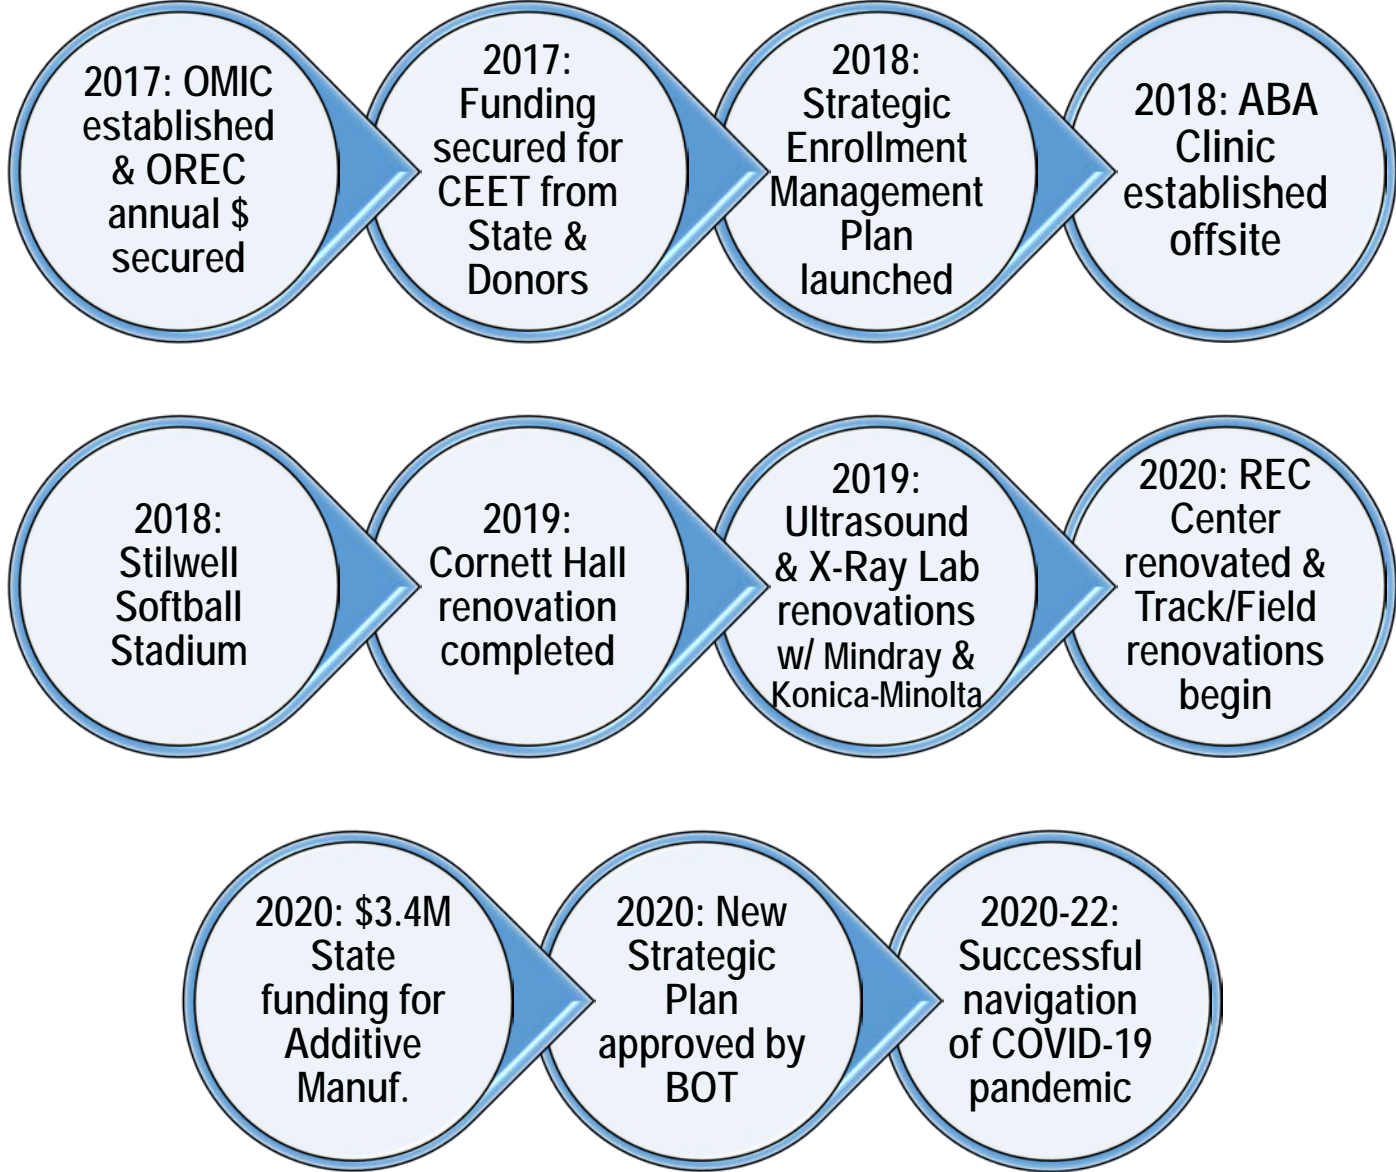 2017: OMIC
established
& OREC
annual $
secured
2017:
Funding
secured for
CEET from
State &
Donors
2018:
Strategic
Enrollment
Management
Plan
launched
2018: ABA
Clinic
established
offsite
2018:
Stilwell
Softball
Stadium
2019:
Cornett Hall
renovation
completed
2019:
Ultrasound
& X-Ray Lab
renovations
w/ Mindray &
Konica-Minolta
2020: REC
Center
renovated &
Track/Field
renovations
begin
2020: $3.4M
State
funding for
Additive
Manuf.
2020: New
Strategic
Plan
approved by
BOT
2020-22:
Successful
navigation
of COVID-19
pandemic